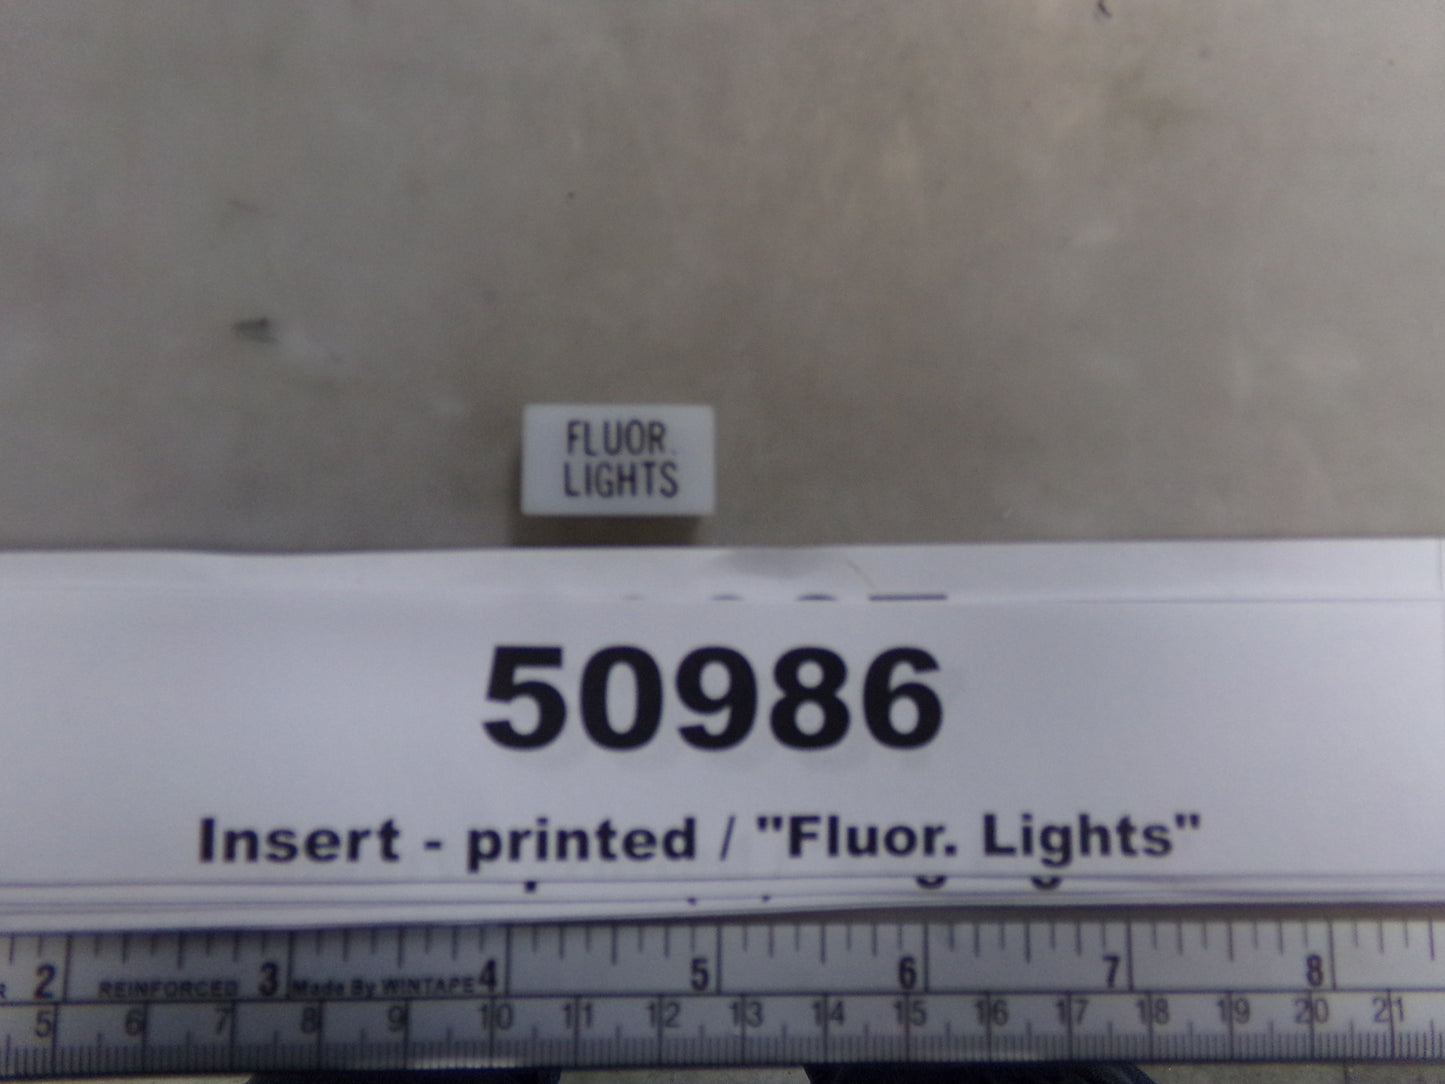 FLUOR.
LIGHTS
50986
Insert - printed / "Fluor. Lights"
2 REINFORCED 3 Made By WINTAPE 4 5 6 7 8
5 6 7 8 9 10 11 12 13 14 15 16 17 18 19 20 21